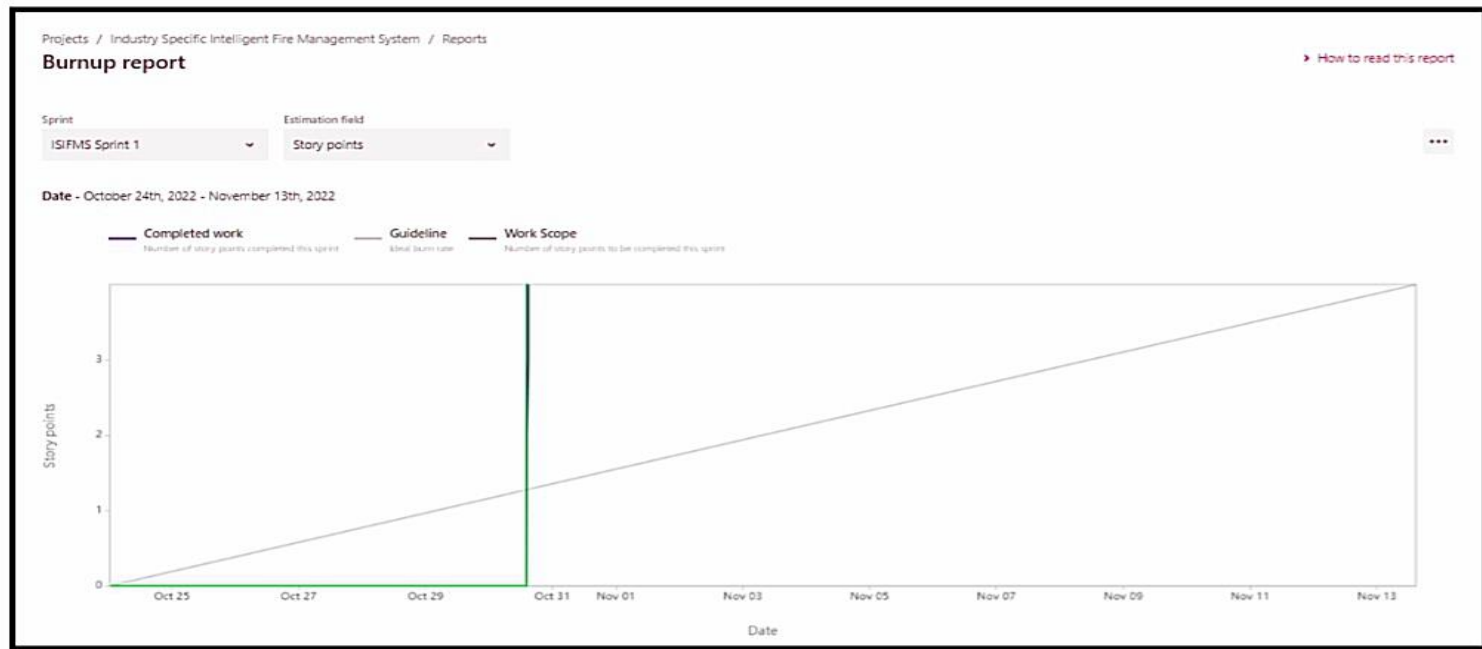 Projects / Industry Specific Intelligent Fire Management System / Reports
Burnup report
How to read this report
Sprint
Estimation field
ISIFMS Sprint 1
Story points
Date - October 24th, 2022 - November 13th, 2022
Completed work
Number of story points completed this sprint
Guideline
Ideal burn rate
Work Scope
Number of story points to be completed this sprint
Story points
3
2
1
0
Oct 25 Oct 27 Oct 29 Oct 31 Nov 01 Nov 03 Nov 05 Nov 07 Nov 09 Nov 11 Nov 13
Date